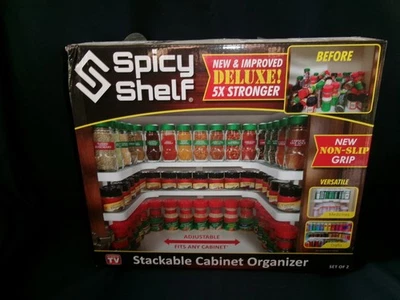 Spicy
Shelf®
NEW & IMPROVED
DELUXE!
5X STRONGER
BEFORE
NEW
NON-SLIP
GRIP
VERSATILE
ADJUSTABLE
FITS ANY CABINET
TV
Stackable Cabinet Organizer
SET OF 2